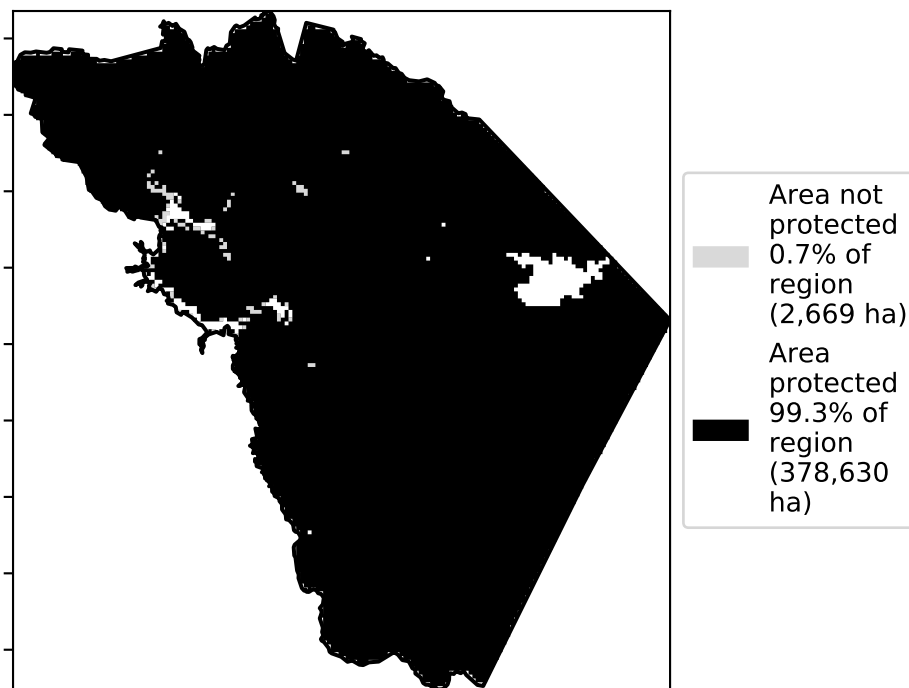 Area not
protected
0.7% of
region
(2,669 ha)
Area
protected
99.3% of
region
(378,630
ha)